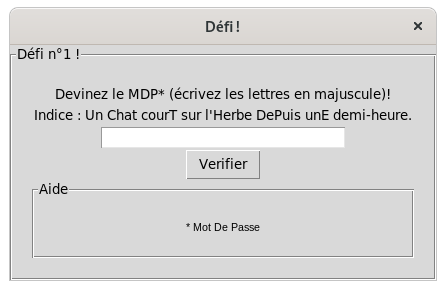 Défi !
Défi n°1 !
Devinez le MDP* (écrivez les lettres en majuscule)!
Indice : Un Chat courT sur l'Herbe DePuis unE demi-heure.
Verifier
Aide
* Mot De Passe